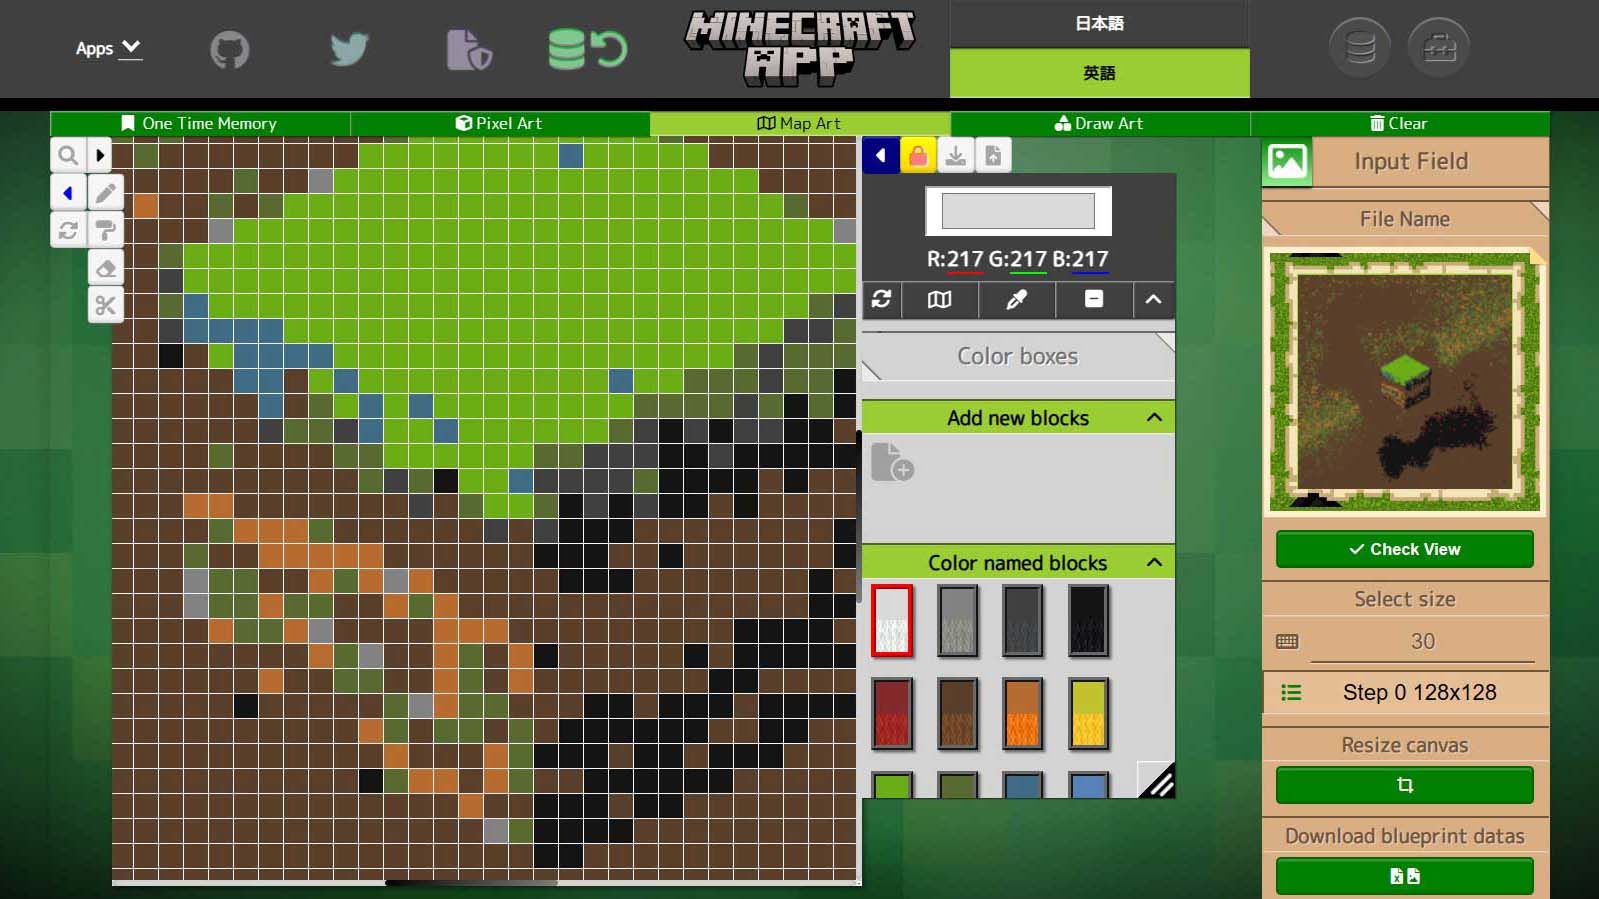 Apps
MINECRAFT
APP
日本語
英語
One Time Memory
Pixel Art
Map Art
Draw Art
Clear
Input Field
File Name
R:217 G:217 B:217
Color boxes
Add new blocks
Color named blocks
Check View
Select size
30
Step 0 128x128
Resize canvas
Download blueprint datas